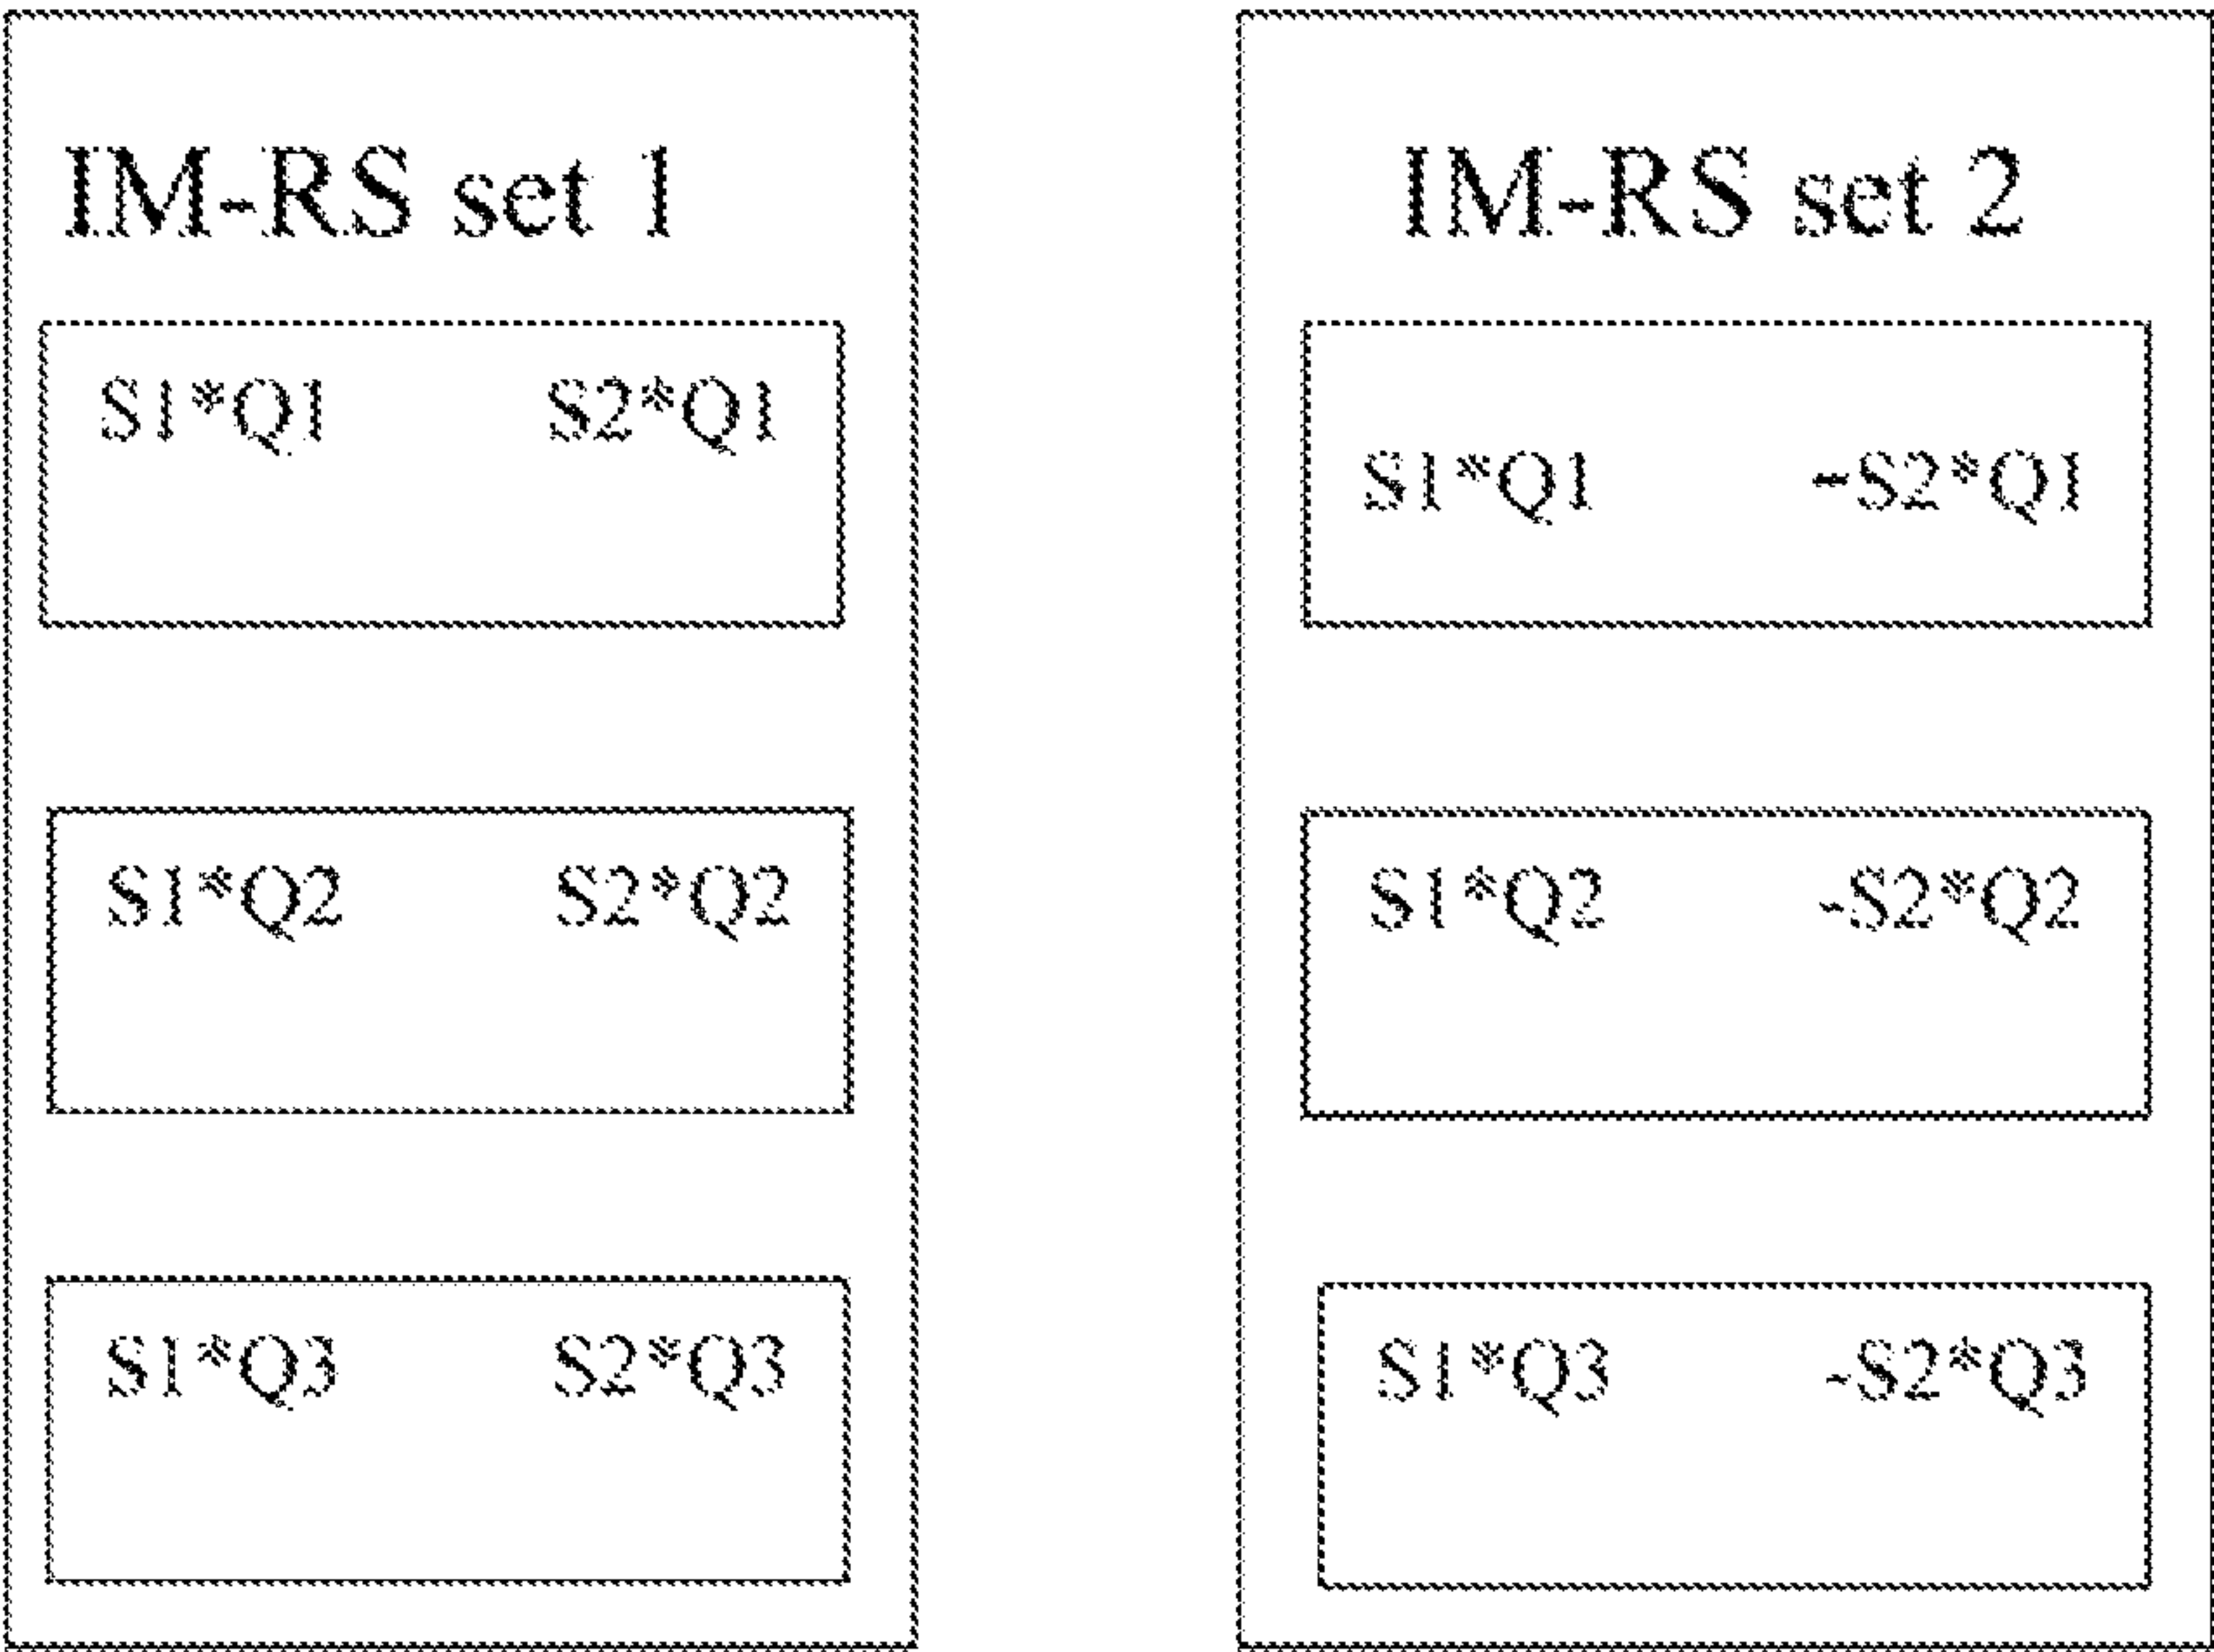 IM-RS set 1
S1*Q1 S2*Q1
S1*Q2 S2*Q2
S1*Q3 S2*Q3
IM-RS set 2
S1*Q1 -S2*Q1
S1*Q2 -S2*Q2
S1*Q3 -S2*Q3